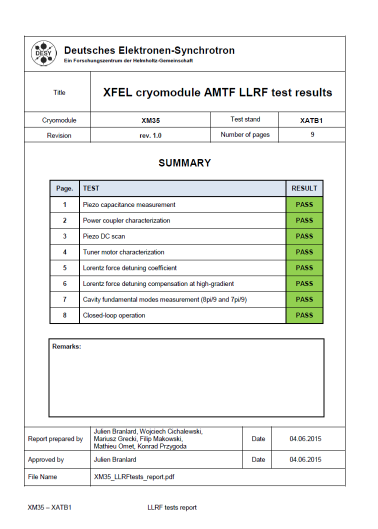 DESY
Deutsches Elektronen-Synchrotron
Ein Forschungszentrum der Helmholtz-Gemeinschaft
Title XFEL cryomodule AMTF LLRF test results
Cryomodule XM35 Test stand XATB1
Revision rev. 1.0 Number of pages 9
SUMMARY
Page. TEST RESULT
1 Piezo capacitance measurement PASS
2 Power coupler characterization PASS
3 Piezo DC scan PASS
4 Tuner motor characterization PASS
5 Lorentz force detuning coefficient PASS
6 Lorentz force detuning compensation at high-gradient PASS
7 Cavity fundamental modes measurement (8pi/9 and 7pi/9) PASS
8 Closed-loop operation PASS
Remarks:
Report prepared by Julien Branlard, Wojciech Cichalewski,
Mariusz Grecki, Filip Makowski,
Mathieu Omet, Konrad Przygoda Date 04.06.2015
Approved by Julien Branlard Date 04.06.2015
File Name XM35_LLRFtests_report.pdf
XM35 – XATB1 LLRF tests report